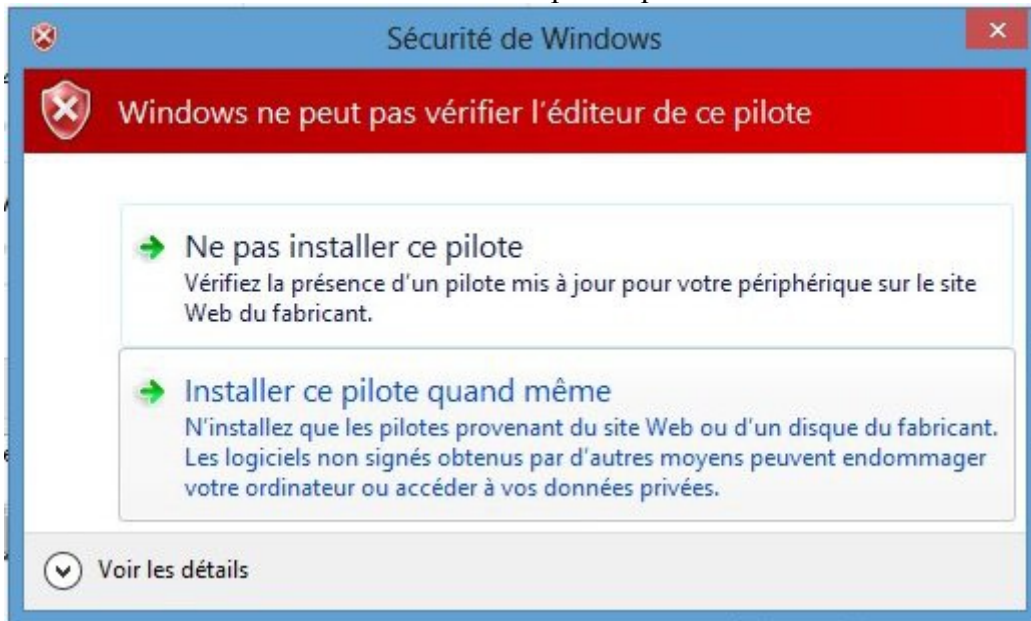 Sécurité de Windows
Windows ne peut pas vérifier l'éditeur de ce pilote
Ne pas installer ce pilote
Vérifiez la présence d'un pilote mis à jour pour votre périphérique sur le site
Web du fabricant.
Installer ce pilote quand même
N'installez que les pilotes provenant du site Web ou d'un disque du fabricant.
Les logiciels non signés obtenus par d'autres moyens peuvent endommager
votre ordinateur ou accéder à vos données privées.
Voir les détails